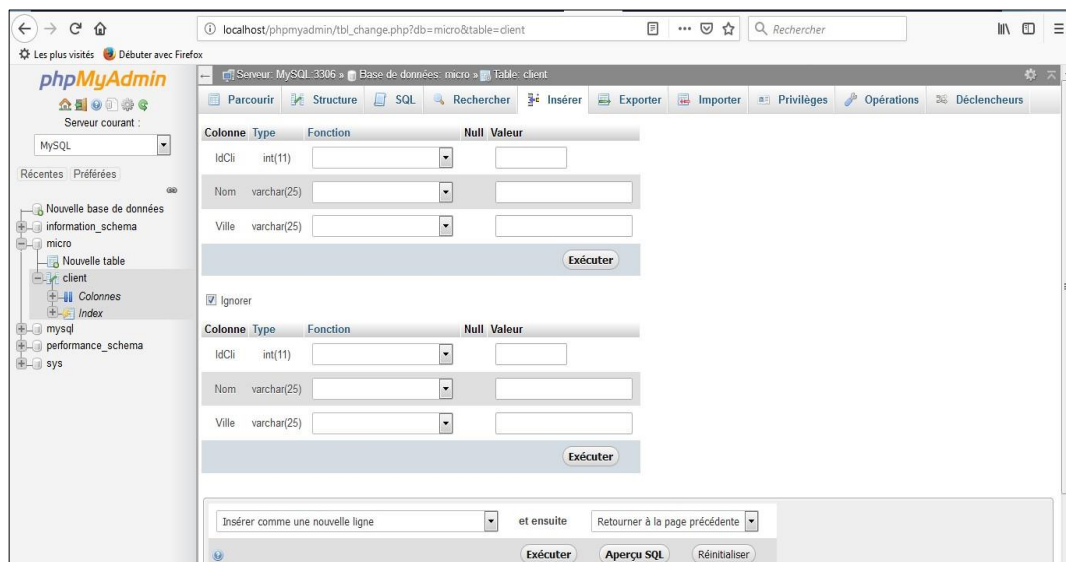 localhost/phpmyadmin/tbl_change.php?db=micro&table=client
Rechercher
Les plus visités Débuter avec Firefox
phpMyAdmin
Serveur courant :
MySQL
Récentes Préférées
Nouvelle base de données
information_schema
micro
Nouvelle table
client
Colonnes
Index
mysql
performance_schema
sys
Serveur: MySQL:3306 » Base de données: micro » Table: client
Parcourir Structure SQL Rechercher Insérer Exporter Importer Privilèges Opérations Déclencheurs
Colonne Type Fonction Null Valeur
IdCli int(11)
Nom varchar(25)
Ville varchar(25)
Exécuter
Ignorer
Colonne Type Fonction Null Valeur
IdCli int(11)
Nom varchar(25)
Ville varchar(25)
Exécuter
Insérer comme une nouvelle ligne et ensuite Retourner à la page précédente
Exécuter Aperçu SQL Réinitialiser